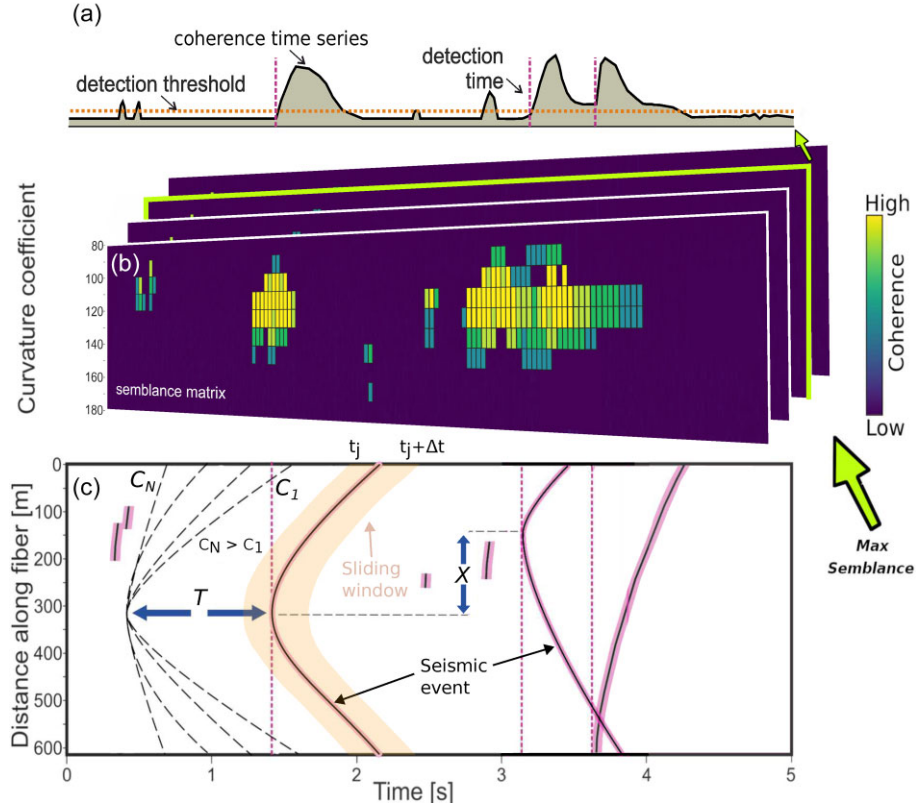 (a)
coherence time series
detection
time
detection threshold
Curvature coefficient
80
(b)
100
120
140
160
180
semblance matrix
High
Coherence
Low
Max
Semblance
t_j
t_j+Δt
Distance along fiber [m]
0
100
200
300
400
500
600
(c)
C_N
C_1
C_N > C_1
Sliding
window
T
X
Seismic
event
0
1
2
3
4
5
Time [s]